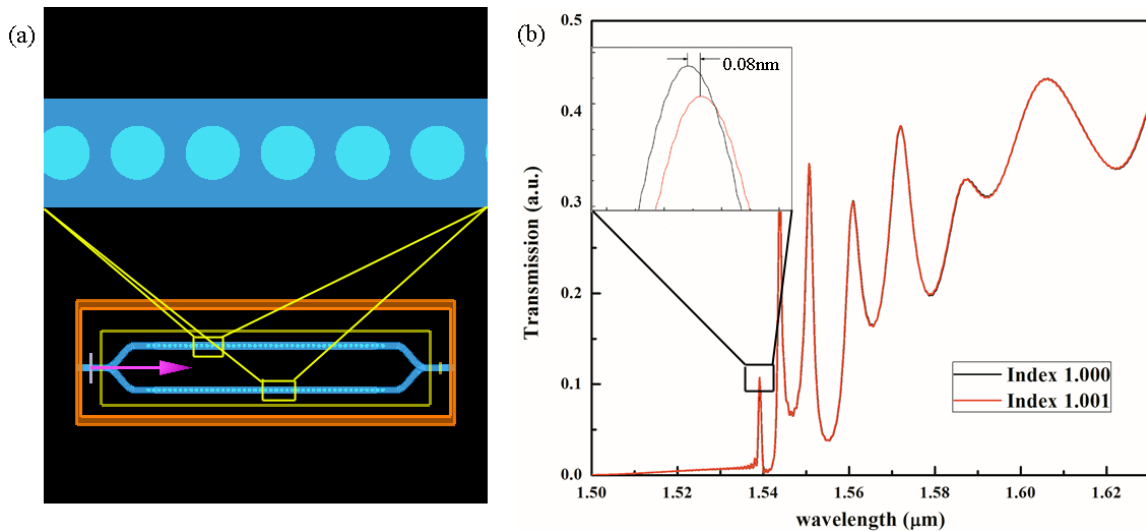 (a)
(b)
0.08nm
0.5
0.4
0.3
0.2
0.1
0.0
Transmission (a.u.)
Index 1.000
Index 1.001
1.50
1.52
1.54
1.56
1.58
1.60
1.62
wavelength (μm)